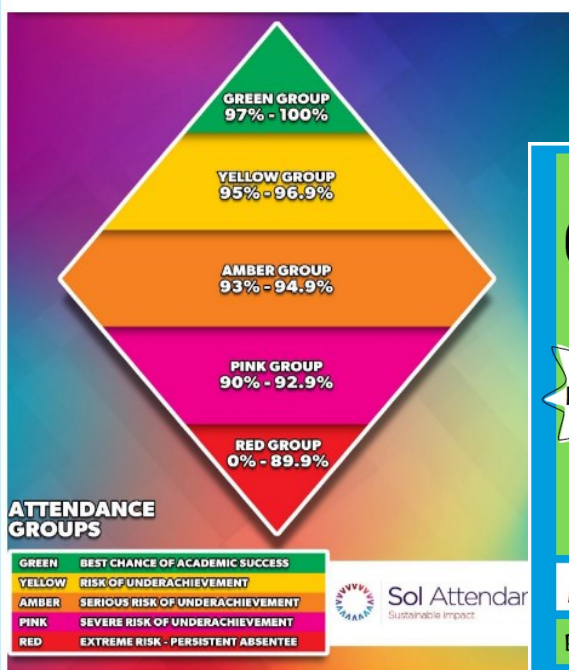 GREEN GROUP
97% - 100%
YELLOW GROUP
95% - 96.9%
AMBER GROUP
93% - 94.9%
PINK GROUP
90% - 92.9%
RED GROUP
0% - 89.9%
ATTENDANCE
GROUPS
GREEN BEST CHANCE OF ACADEMIC SUCCESS
YELLOW RISK OF UNDERACHIEVEMENT
AMBER SERIOUS RISK OF UNDERACHIEVEMENT
PINK SEVERE RISK OF UNDERACHIEVEMENT
RED EXTREME RISK - PERSISTENT ABSENTEE
Sol Attendar
Sustainable impact